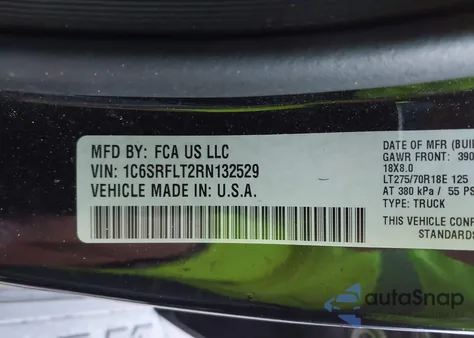 MFD BY: FCA US LLC
VIN: 1C6SRFLT2RN132529
VEHICLE MADE IN: U.S.A.
DATE OF MFR
GAWR FRONT: 390
18X8.0
LT275/70R18E 125
AT 380 kPa / 55 PS
TYPE: TRUCK
THIS VEHICLE
STANDARDS
autoSnap